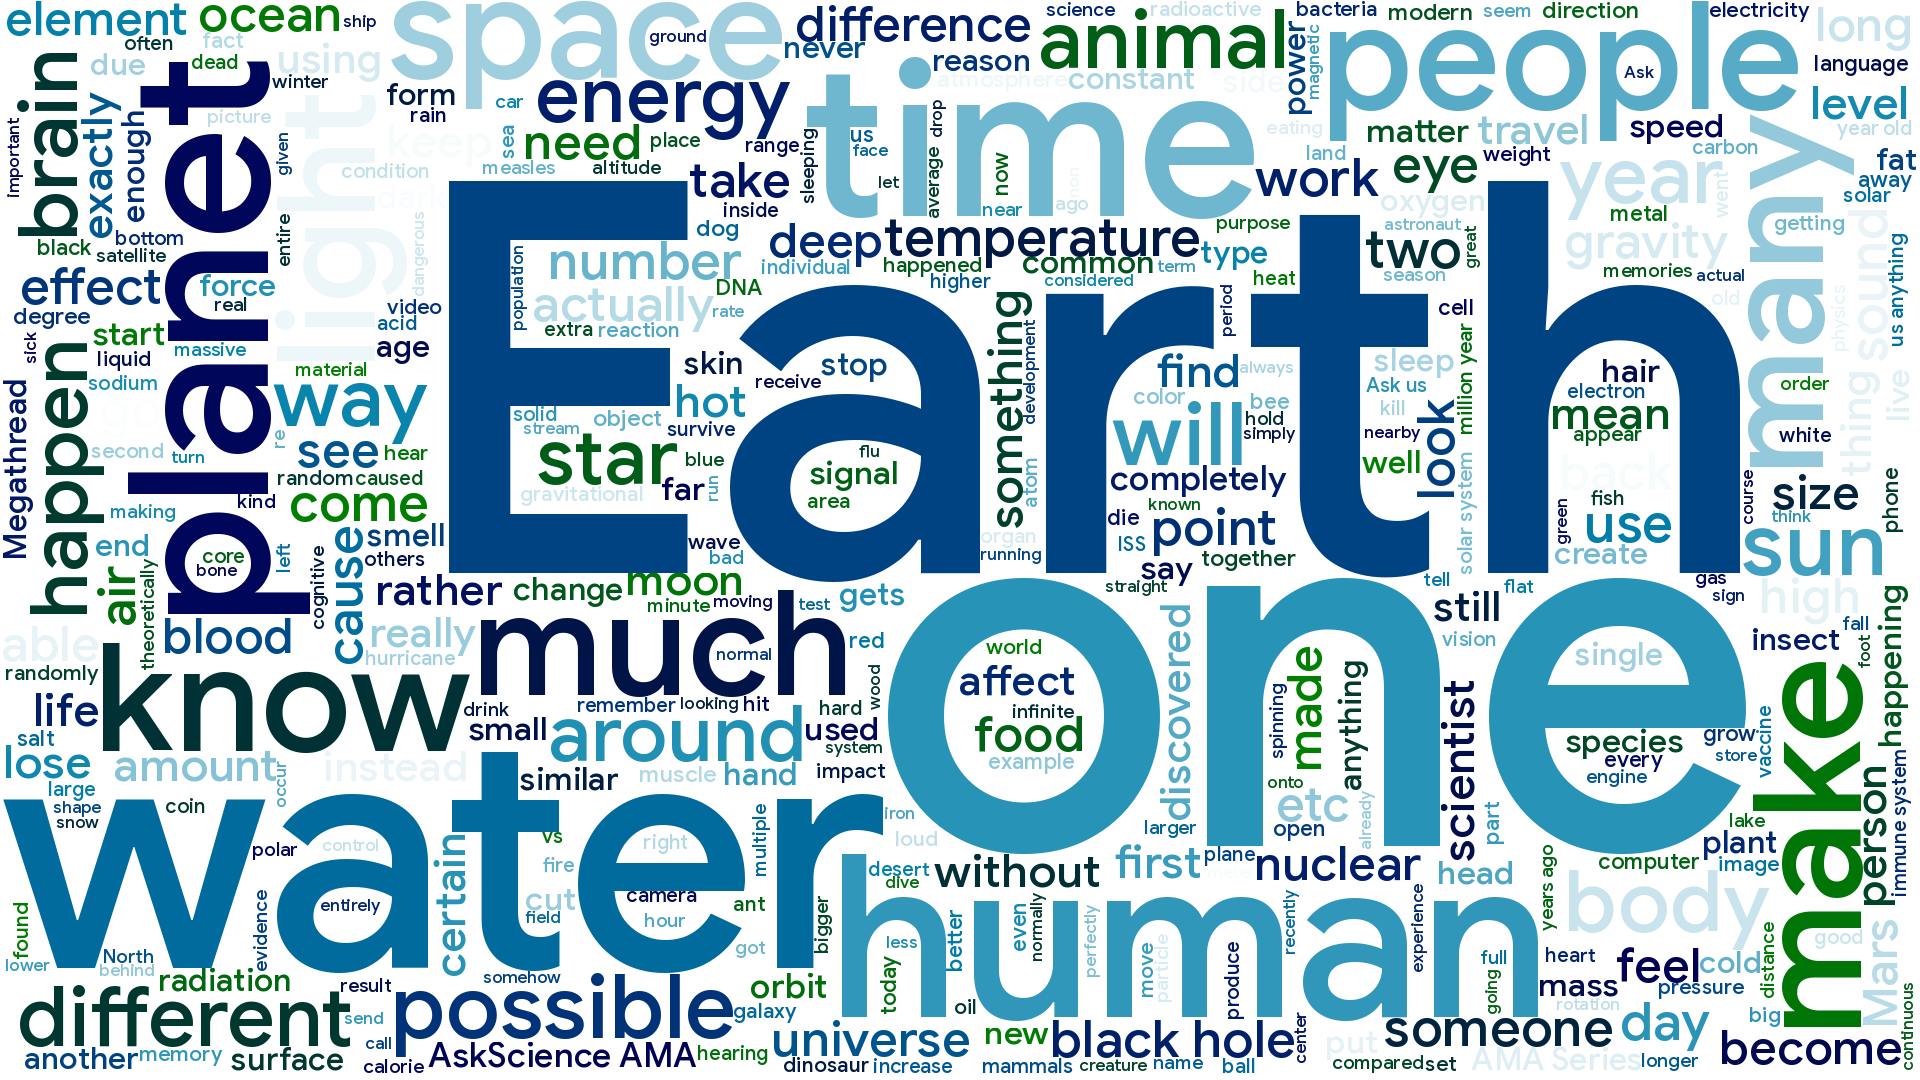 element
ocean
ship
space
ground
difference
never
science
radioactive
animal
reason
bacteria
modern
seem
direction
electricity
long
often
fact
dead
due
using
winter
brain
planet
picture
important
exactly
enough
given
form
rain
car
energy
atmosphere
constant
side
power
magnetic
people
Ask
language
level
year old
keep
sea
need
place
range
sleeping
time
us
face
average
drop
now
eating
matter
travel
speed
carbon
land
eye
weight
fat
away
solar
condition
measles
altitude
take
let
work
year
went
many
dark
light
inside
near
ago
oxygen
astronaut
purpose
metal
getting
black
bottom
satellite
entire
dangerous
dog
deep
temperature
type
two
great
gravity
sound
effect
force
real
degree
number
individual
happened
common
term
higher
considered
heat
season
memories
actual
old
us anything
population
actually
DNA
rate
extra
reaction
video
acid
age
start
liquid
massive
sick
happen
sodium
material
Earth
skin
receive
stop
something
development
period
cell
find
always
sleep
million year
physics
hair
electron
order
live
thing
Megathread
way
go
second
turn
re
see
hear
solid
stream
object
hot
survive
color
bee
hold
simply
Ask us
kill
nearby
look
mean
appear
white
random
caused
kind
making
come
star
gravitational
blue
far
run
flu
signal
area
atom
will
completely
known
well
back
solar system
size
phone
course
think
fish
green
use
create
sun
end
core
bone
left
cognitive
cause
smell
others
wave
bad
organ
running
die
ISS
point
together
say
straight
tell
flat
gas
sign
high
air
theoretically
rather
change
moon
minute
moving
test
gets
still
vision
blood
able
really
hurricane
much
normal
red
world
one
discovered
single
insect
fall
foot
happening
randomly
life
know
drink
remember
looking
hit
wood
affect
infinite
food
example
spinning
made
anything
scientist
species
every
engine
grow
store
vaccine
make
salt
lose
large
amount
occur
instead
small
around
used
hard
system
similar
muscle
hand
impact
onto
etc
open
already
part
larger
shape
snow
coin
water
vs
right
multiple
iron
loud
lake
plant
image
person
immune system
polar
control
certain
fire
camera
desert
dive
without
first
plane
meter
nuclear
head
computer
years ago
entirely
cut
field
hour
ant
got
bigger
human
less
better
even
normally
perfectly
recently
experience
body
good
found
lower
North
behind
evidence
radiation
result
somehow
orbit
today
move
particle
produce
full
going
heart
mass
feel
cold
pressure
distance
Mars
different
send
call
possible
galaxy
universe
oil
new
black hole
center
rotation
someone
day
big
continuous
another
memory
surface
calorie
AskScience AMA
hearing
dinosaur
increase
mammals
creature
name
ball
put
compared
set
AMA Series
longer
become